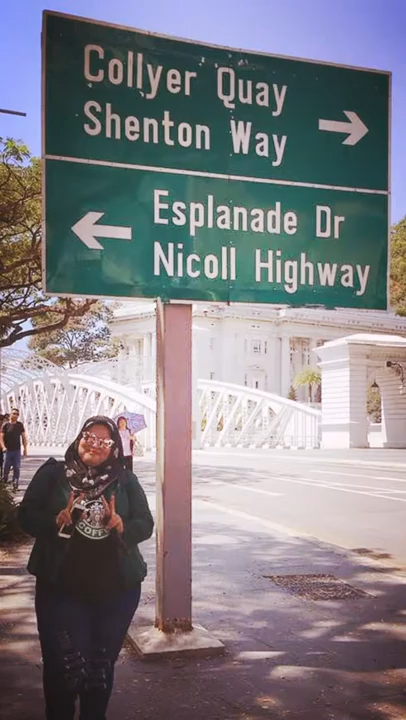 Collyer Quay
Shenton Way
Esplanade Dr
Nicoll Highway
COFFEE